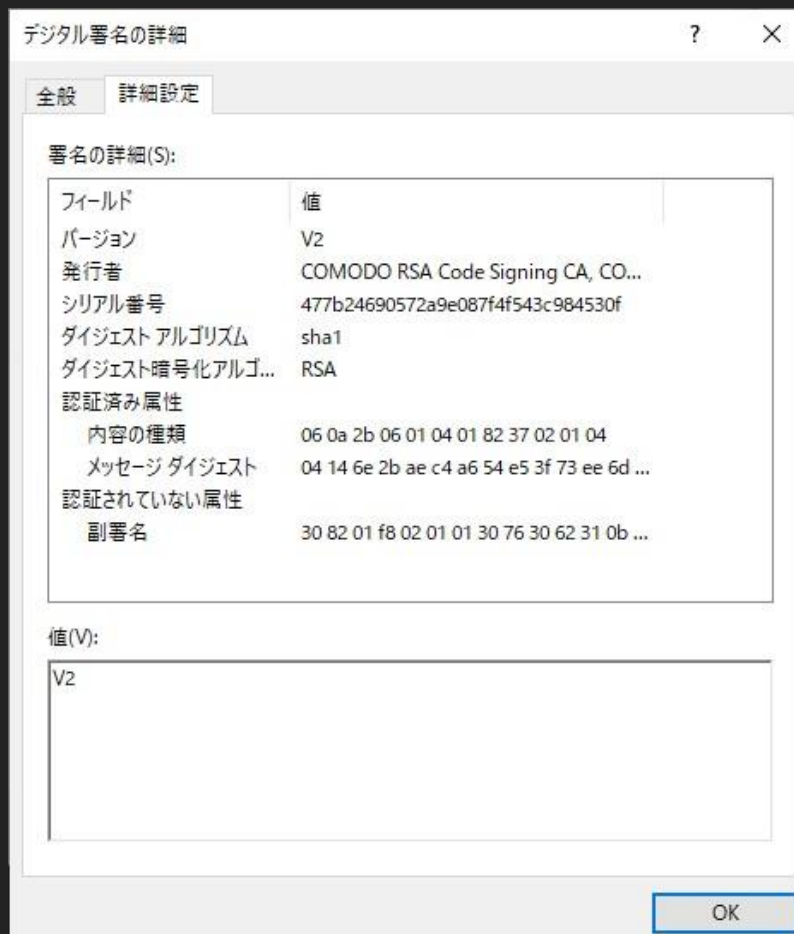 デジタル署名の詳細
? ×
全般 詳細設定
署名の詳細(S):
フィールド 値
バージョン V2
発行者 COMODO RSA Code Signing CA, CO...
シリアル番号 477b24690572a9e087f4f543c984530f
ダイジェスト アルゴリズム sha1
ダイジェスト暗号化アルゴ... RSA
認証済み属性
内容の種類 06 0a 2b 06 01 04 01 82 37 02 01 04
メッセージ ダイジェスト 04 14 6e 2b ae c4 a6 54 e5 3f 73 ee 6d ...
認証されていない属性
副署名 30 82 01 f8 02 01 01 30 76 30 62 31 0b ...
値(V):
V2
OK